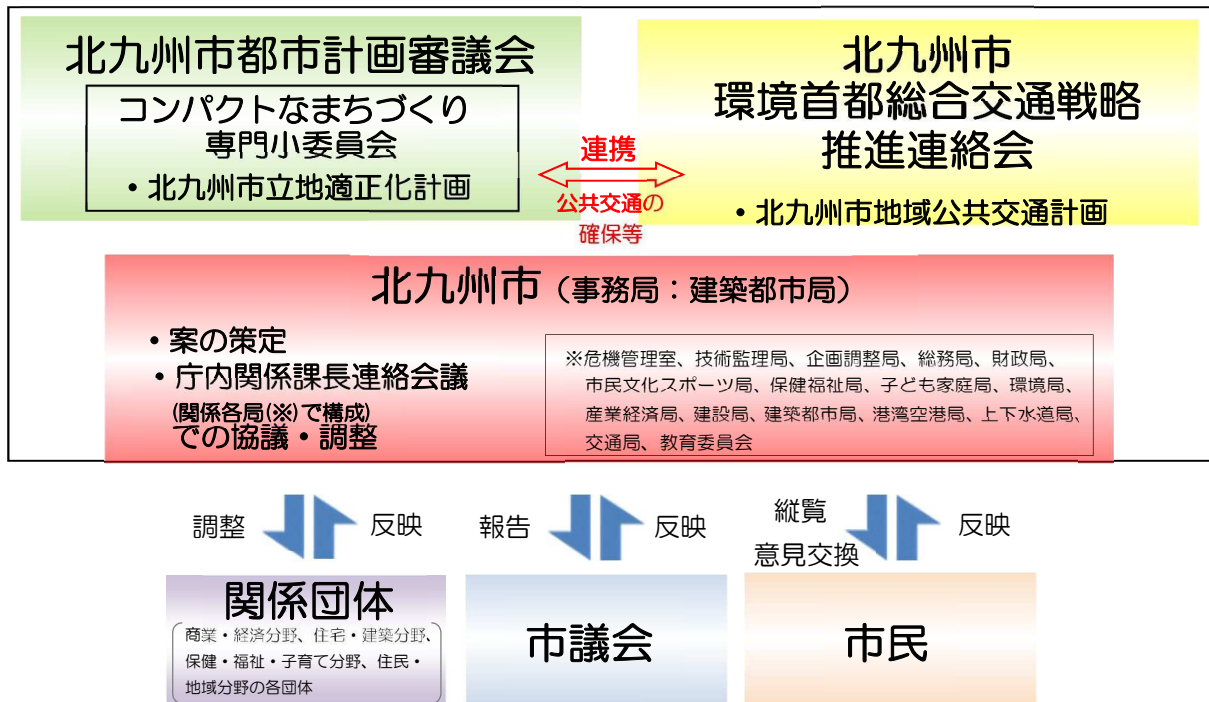 北九州市都市計画審議会
コンパクトなまちづくり
専門小委員会
・北九州市立地適正化計画
連携
公共交通の
確保等
北九州市
環境首都総合交通戦略
推進連絡会
・北九州市地域公共交通計画
北九州市（事務局：建築都市局）
・案の策定
・庁内関係課長連絡会議
(関係各局(※)で構成)
での協議・調整
※危機管理室、技術監理局、企画調整局、総務局、財政局、
市民文化スポーツ局、保健福祉局、子ども家庭局、環境局、
産業経済局、建設局、建築都市局、港湾空港局、上下水道局、
交通局、教育委員会
調整
反映
報告
反映
縦覧
意見交換
反映
関係団体
商業・経済分野、住宅・建築分野、
保健・福祉・子育て分野、住民・
地域分野の各団体
市議会
市民